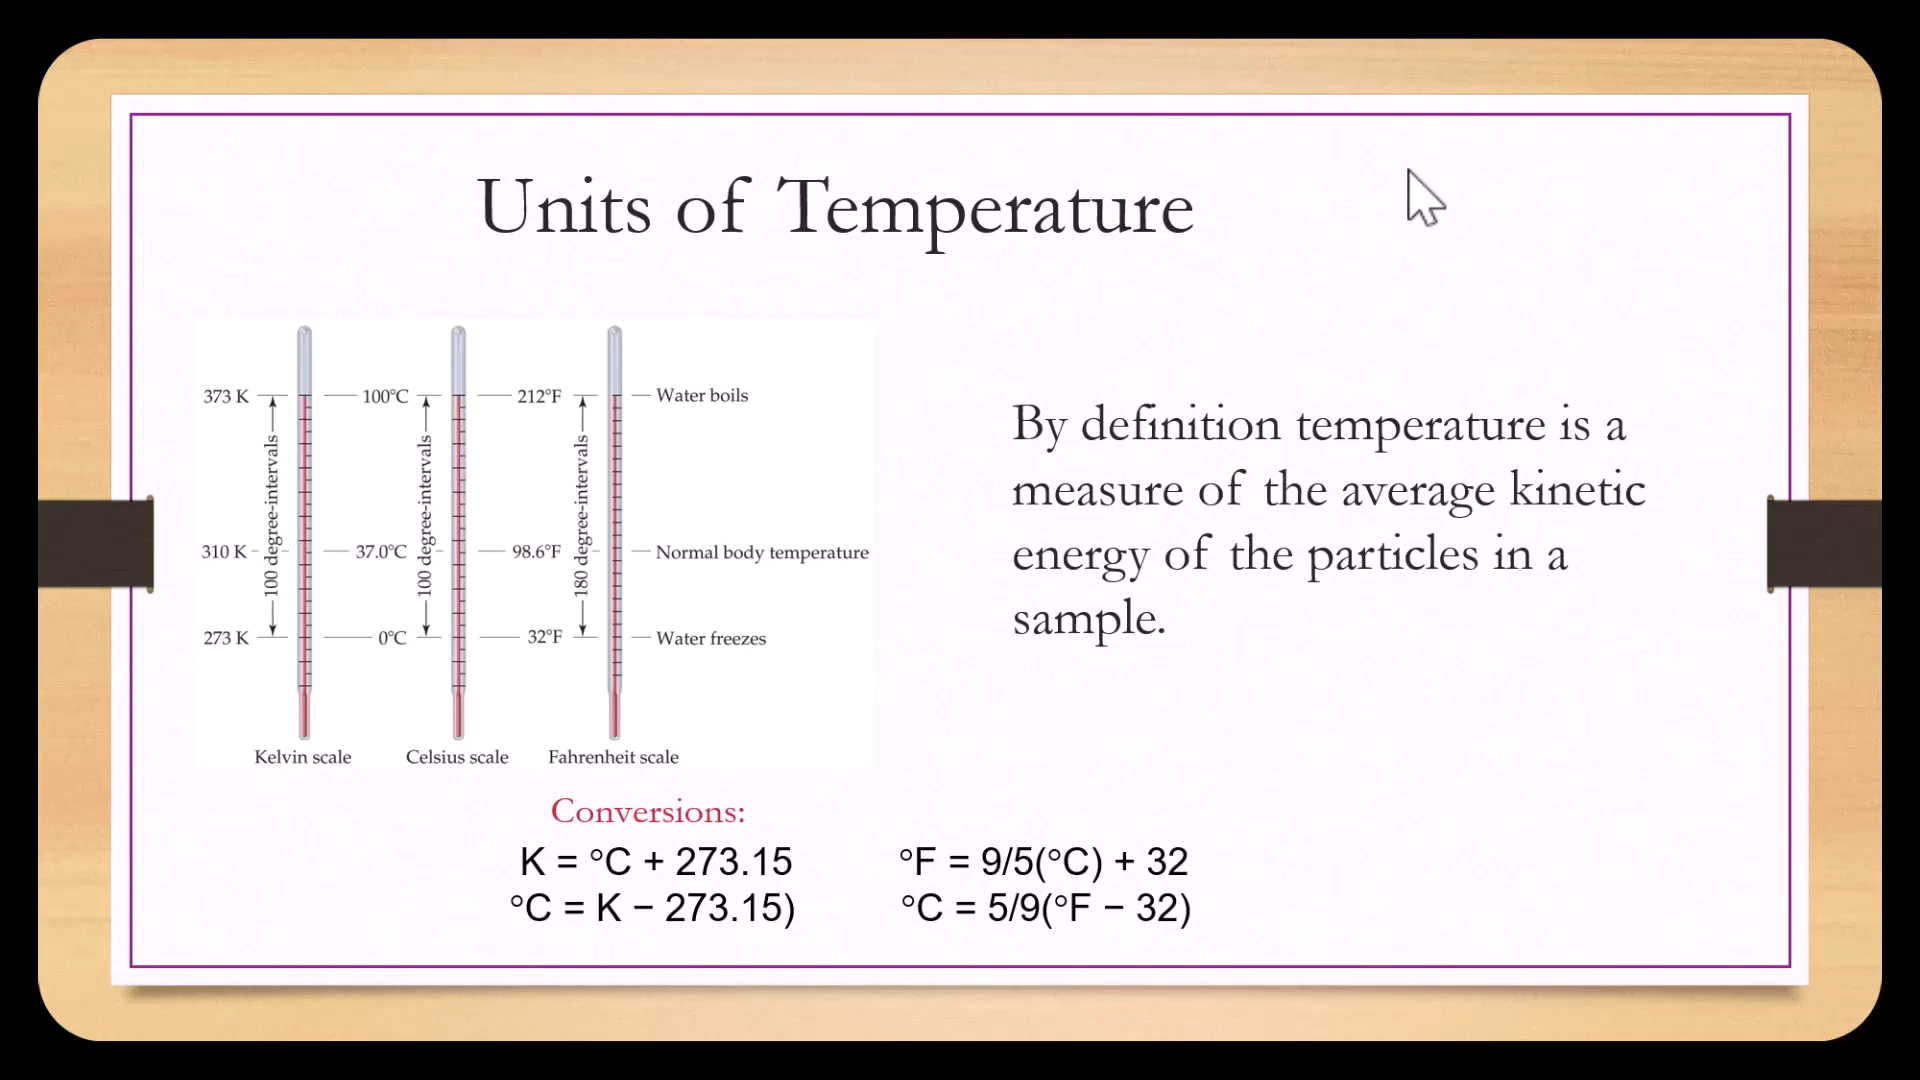 Units of Temperature
373 K
100°C
212°F
Water boils
100 degree-intervals
100 degree-intervals
180 degree-intervals
310 K
37.0°C
98.6°F
Normal body temperature
273 K
0°C
32°F
Water freezes
Kelvin scale
Celsius scale
Fahrenheit scale
By definition temperature is a
measure of the average kinetic
energy of the particles in a
sample.
Conversions:
K = °C + 273.15
°F = 9/5(°C) + 32
°C = K − 273.15)
°C = 5/9(°F − 32)